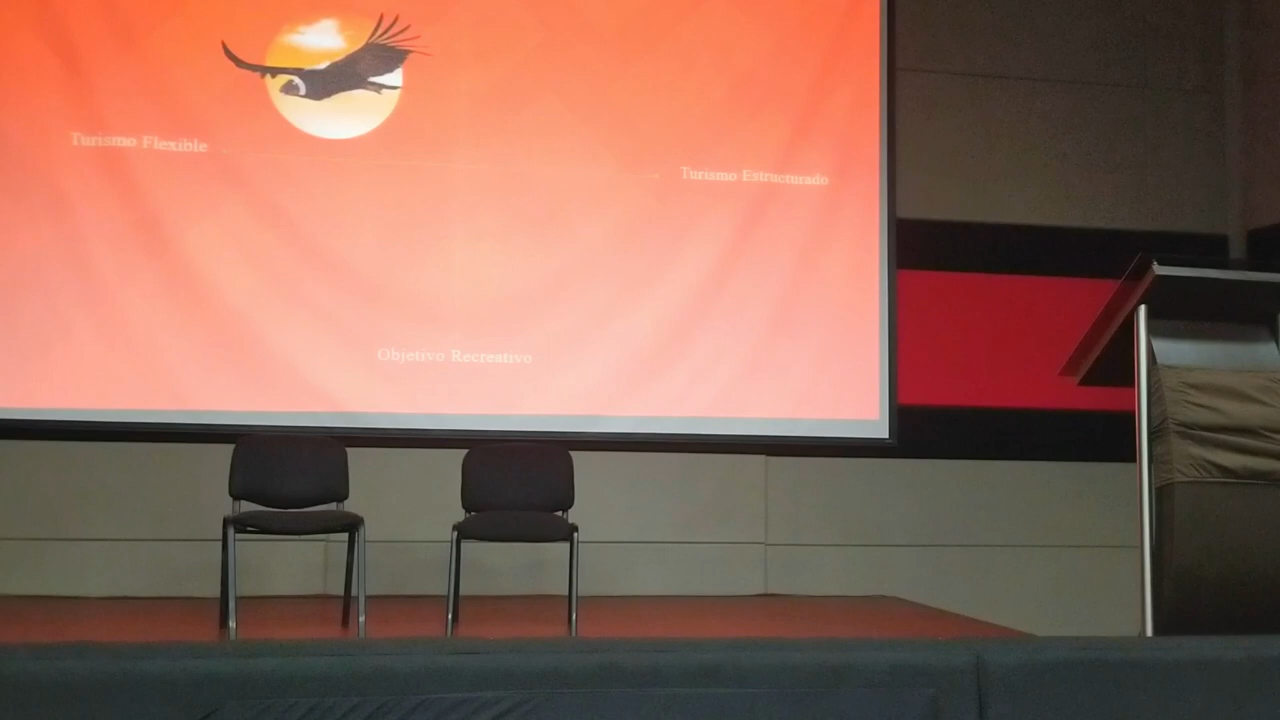 Turismo Flexible
Turismo Estructurado
Objetivo Recreativo